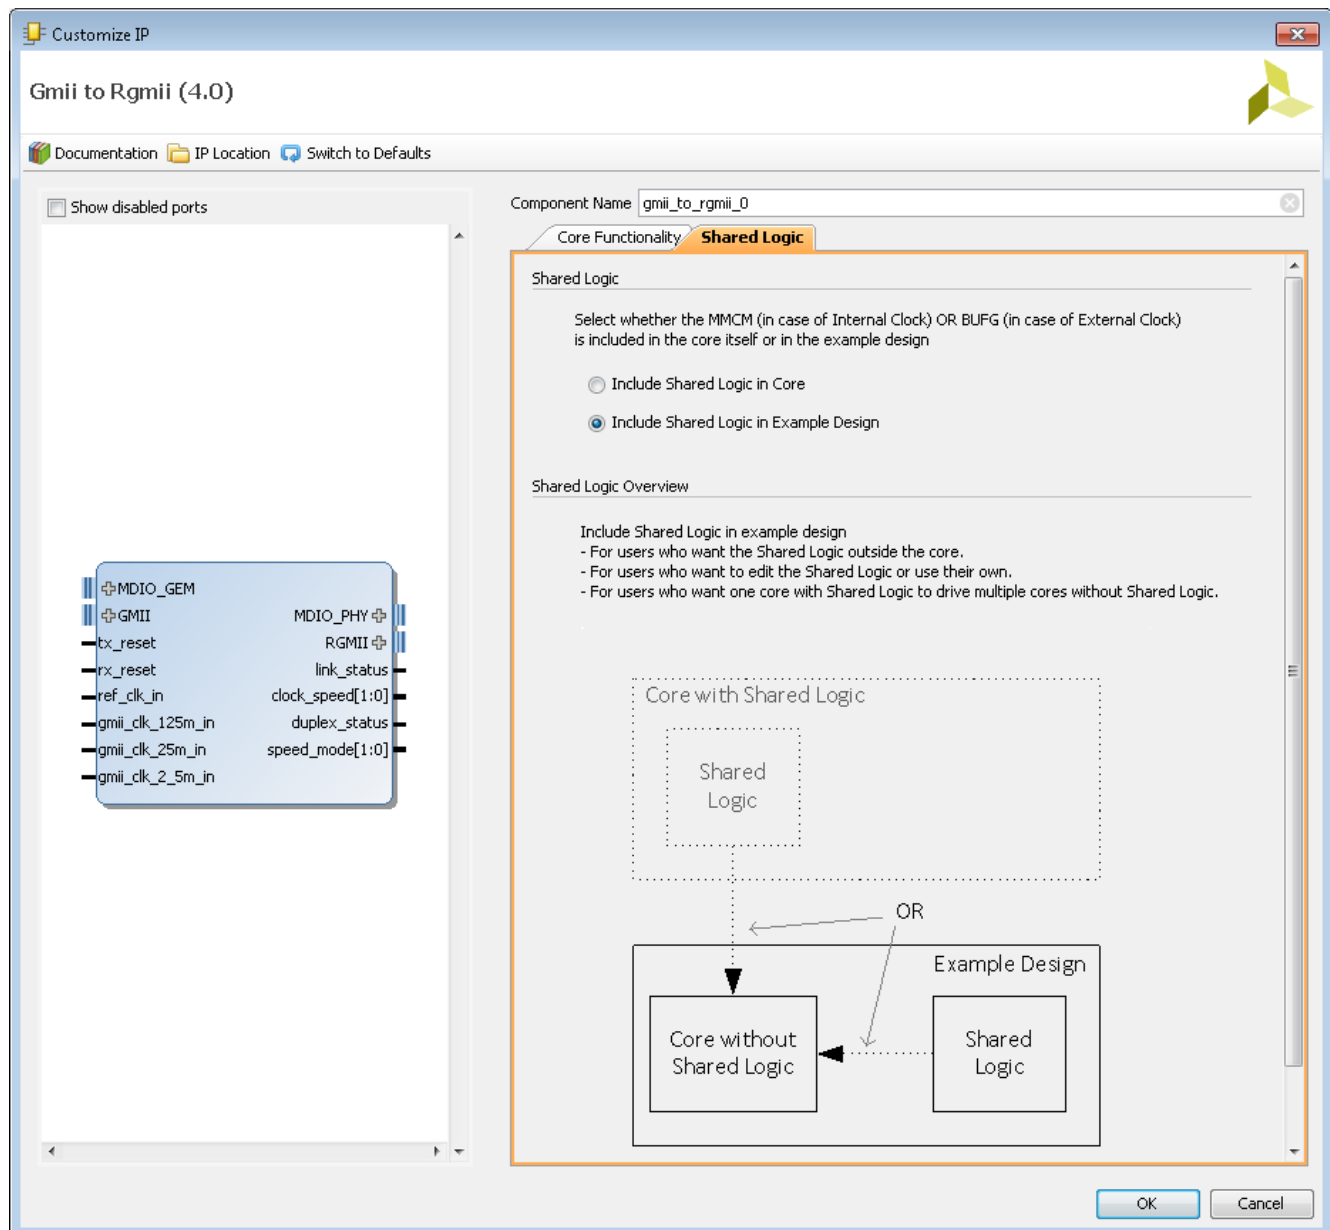 Customize IP
Gmii to Rgmii (4.0)
Documentation IP Location Switch to Defaults
Show disabled ports
MDIO_GEM
GMII
tx_reset
rx_reset
ref_clk_in
gmii_clk_125m_in
gmii_clk_25m_in
gmii_clk_2_5m_in
MDIO_PHY
RGMII
link_status
clock_speed[1:0]
duplex_status
speed_mode[1:0]
Component Name gmii_to_rgmii_0
Core Functionality Shared Logic
Shared Logic
Select whether the MMCM (in case of Internal Clock) OR BUFG (in case of External Clock)
is included in the core itself or in the example design
Include Shared Logic in Core
Include Shared Logic in Example Design
Shared Logic Overview
Include Shared Logic in example design
- For users who want the Shared Logic outside the core.
- For users who want to edit the Shared Logic or use their own.
- For users who want one core with Shared Logic to drive multiple cores without Shared Logic.
Core with Shared Logic
Shared
Logic
OR
Example Design
Core without
Shared Logic
Shared
Logic
OK Cancel